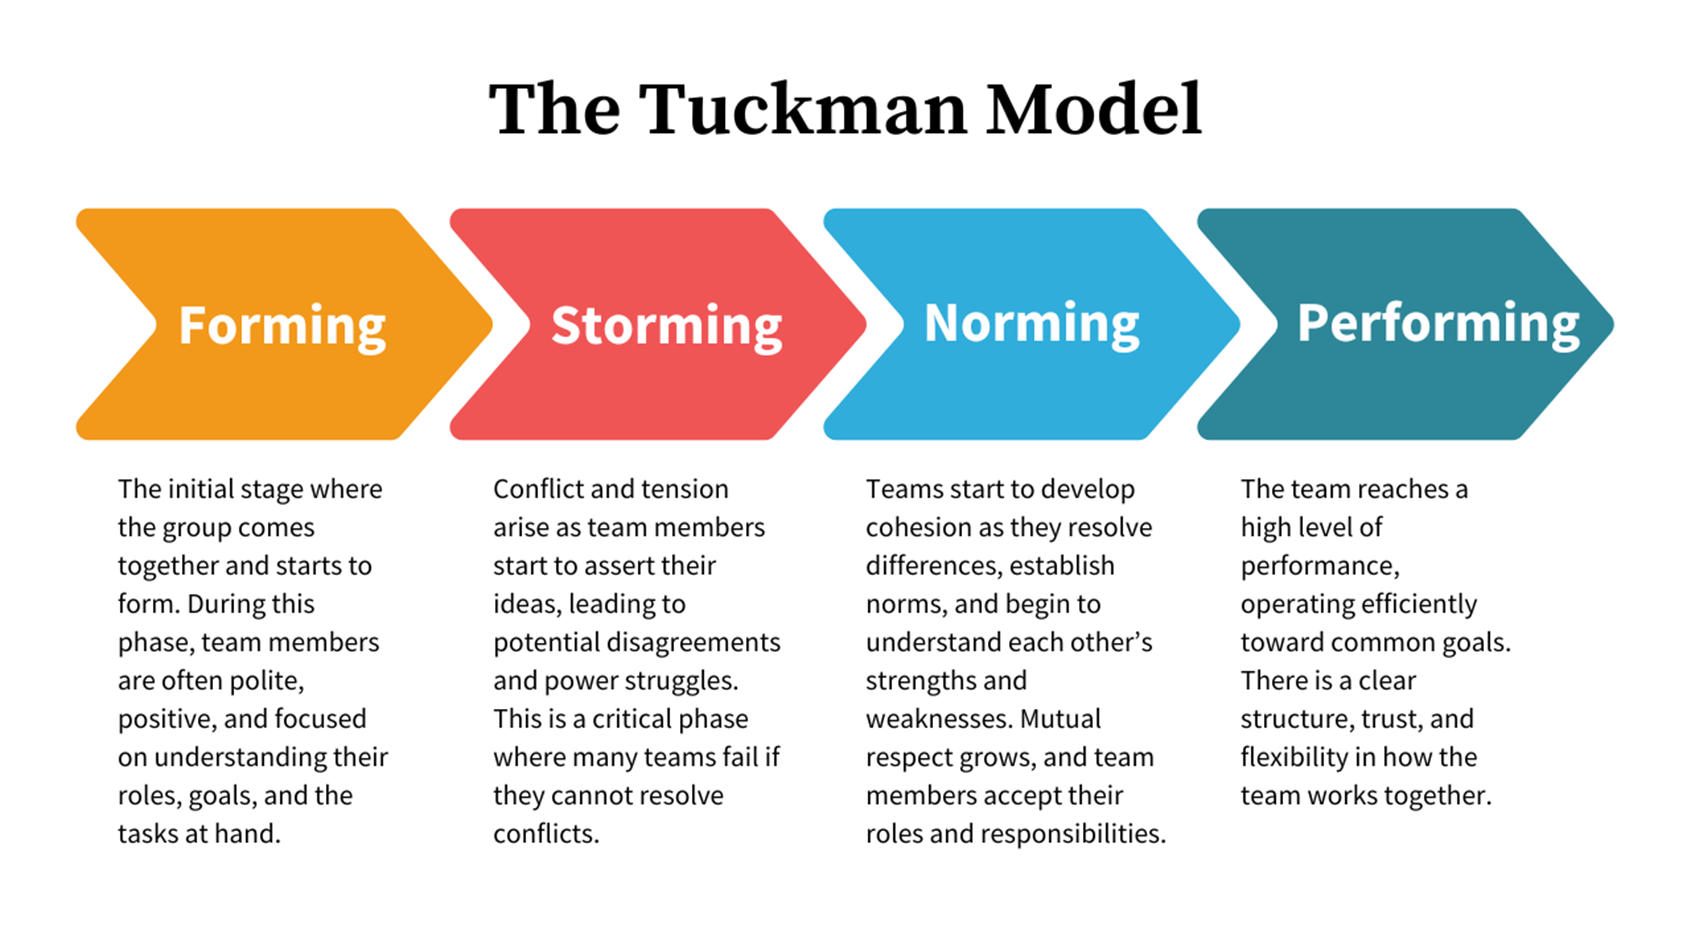 The Tuckman Model
Forming
Storming
Norming
Performing
The initial stage where
the group comes
together and starts to
form. During this
phase, team members
are often polite,
positive, and focused
on understanding their
roles, goals, and the
tasks at hand.
Conflict and tension
arise as team members
start to assert their
ideas, leading to
potential disagreements
and power struggles.
This is a critical phase
where many teams fail if
they cannot resolve
conflicts.
Teams start to develop
cohesion as they resolve
differences, establish
norms, and begin to
understand each other’s
strengths and
weaknesses. Mutual
respect grows, and team
members accept their
roles and responsibilities.
The team reaches a
high level of
performance,
operating efficiently
toward common goals.
There is a clear
structure, trust, and
flexibility in how the
team works together.